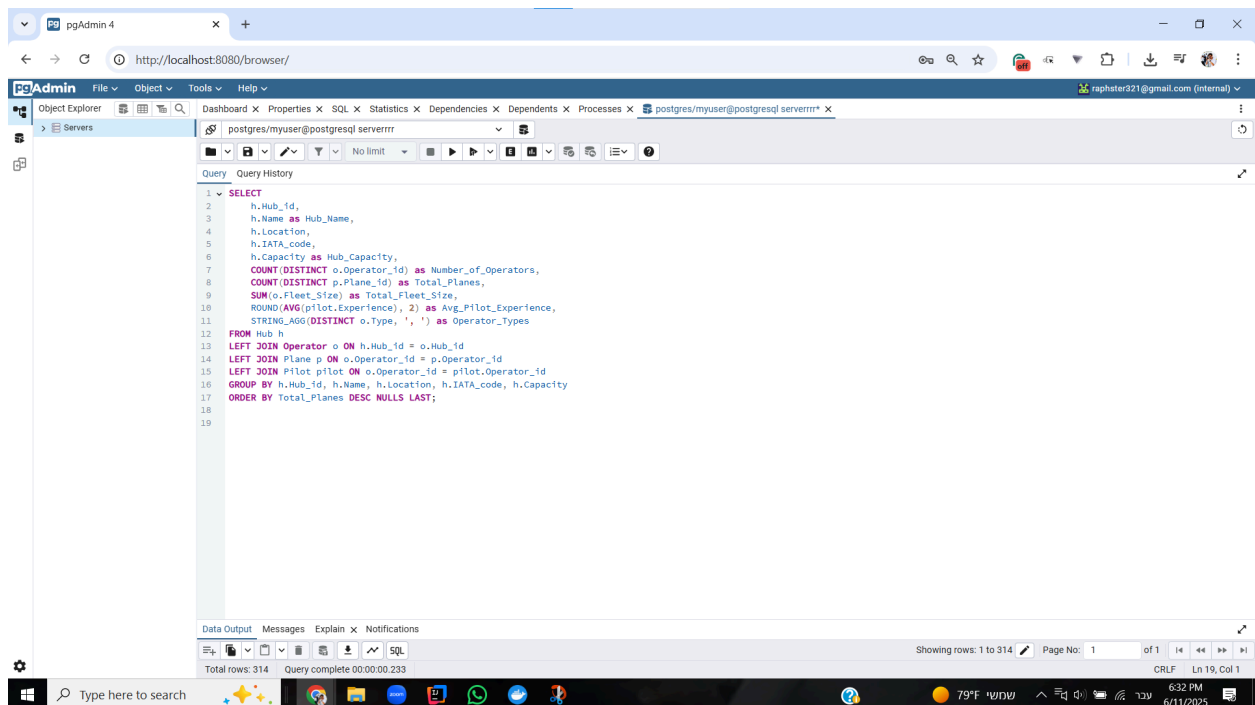 pgAdmin 4
http://localhost:8080/browser/
off
pgAdmin File Object Tools Help raphster321@gmail.com (internal)
Object Explorer Dashboard Properties SQL Statistics Dependencies Dependents Processes postgres/myuser@postgresql serverrrr*
Servers postgres/myuser@postgresql serverrrr
No limit E
Query Query History
1 SELECT
2 h.Hub_id,
3 h.Name as Hub_Name,
4 h.Location,
5 h.IATA_code,
6 h.Capacity as Hub_Capacity,
7 COUNT(DISTINCT o.Operator_id) as Number_of_Operators,
8 COUNT(DISTINCT p.Plane_id) as Total_Planes,
9 SUM(o.Fleet_Size) as Total_Fleet_Size,
10 ROUND(AVG(pilot.Experience), 2) as Avg_Pilot_Experience,
11 STRING_AGG(DISTINCT o.Type, ', ') as Operator_Types
12 FROM Hub h
13 LEFT JOIN Operator o ON h.Hub_id = o.Hub_id
14 LEFT JOIN Plane p ON o.Operator_id = p.Operator_id
15 LEFT JOIN Pilot pilot ON o.Operator_id = pilot.Operator_id
16 GROUP BY h.Hub_id, h.Name, h.Location, h.IATA_code, h.Capacity
17 ORDER BY Total_Planes DESC NULLS LAST;
18
19
Data Output Messages Explain Notifications
SQL Showing rows: 1 to 314 Page No: 1 of 1
Total rows: 314 Query complete 00:00:00.233 CRLF Ln 19, Col 1
Type here to search zoom 79°F שמשי עבר 6:32 PM
6/11/2025